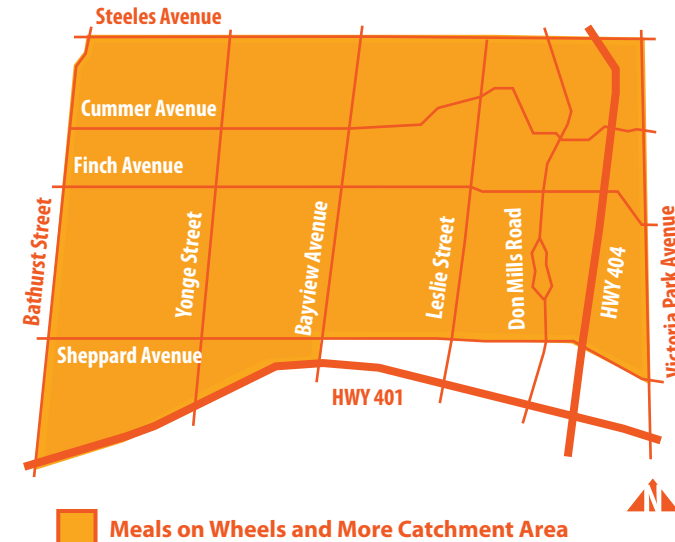 Steeles Avenue
Cummer Avenue
Finch Avenue
Bathurst Street
Yonge Street
Bayview Avenue
Leslie Street
Don Mills Road
HWY 404
Victoria Park Avenue
Sheppard Avenue
HWY 401
N
Meals on Wheels and More Catchment Area